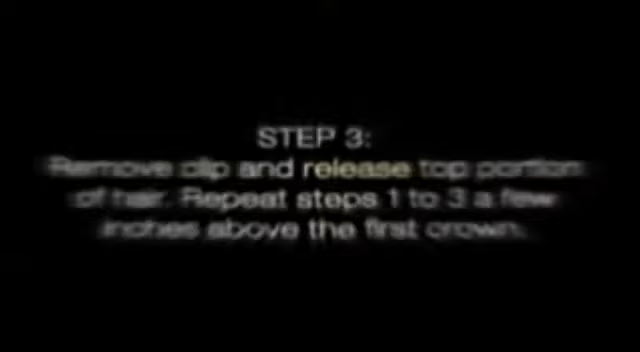 STEP 3:
Remove clip and release top portion
of hair. Repeat steps 1 to 3 a few
inches above the first crown.